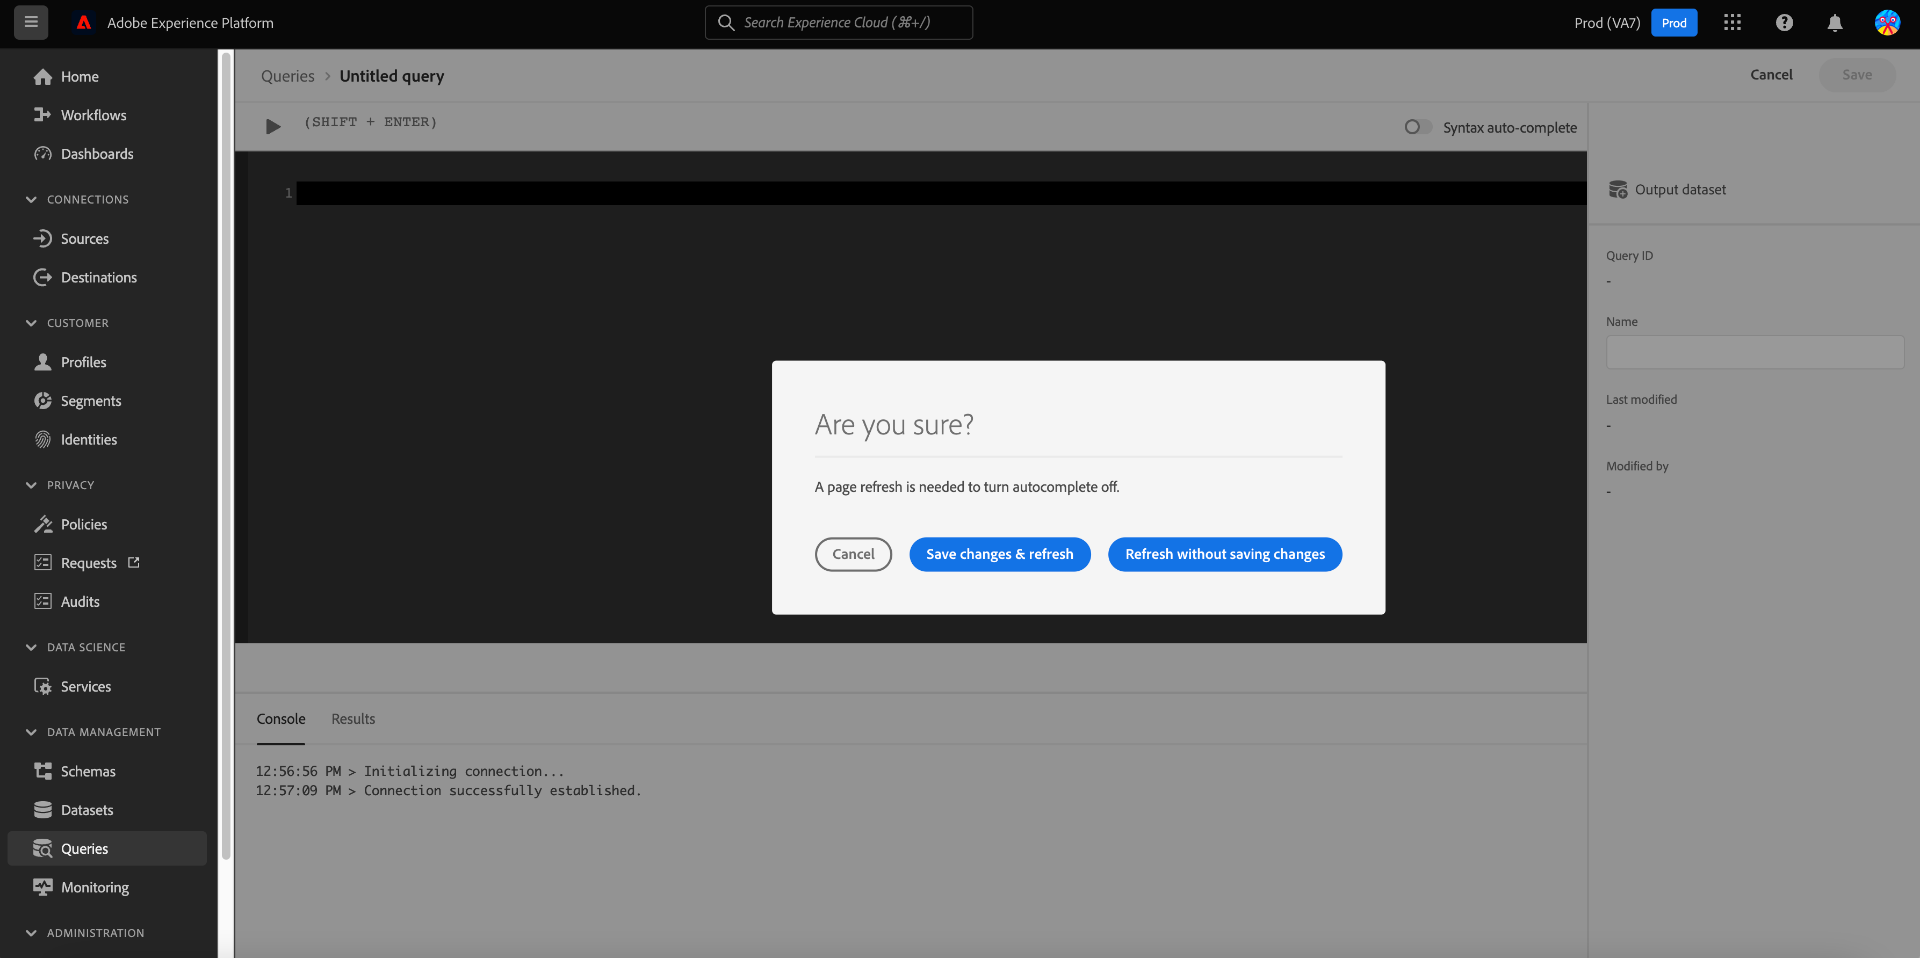 Adobe Experience Platform
Search Experience Cloud (⌘+/)
Prod (VA7)
Prod
Home
Workflows
Dashboards
CONNECTIONS
Sources
Destinations
CUSTOMER
Profiles
Segments
Identities
PRIVACY
Policies
Requests
Audits
DATA SCIENCE
Services
DATA MANAGEMENT
Schemas
Datasets
Queries
Monitoring
ADMINISTRATION
Queries > Untitled query
Cancel
Save
(SHIFT + ENTER)
Syntax auto-complete
1
Are you sure?
A page refresh is needed to turn autocomplete off.
Cancel
Save changes & refresh
Refresh without saving changes
Console
Results
12:56:56 PM > Initializing connection...
12:57:09 PM > Connection successfully established.
Output dataset
Query ID
-
Name
Last modified
-
Modified by
-